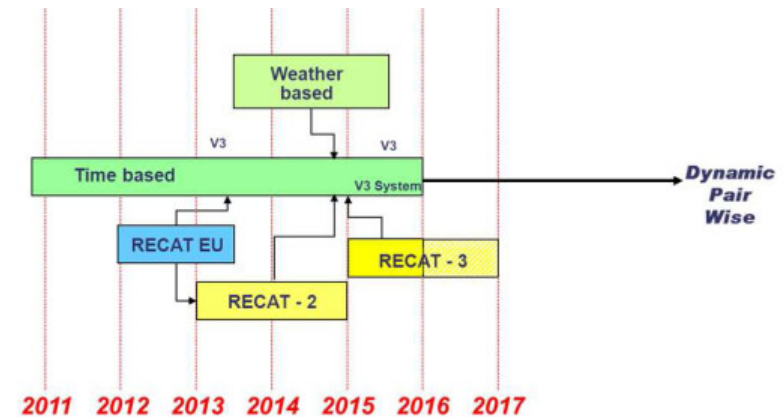 Weather
based
V3
V3
Time based
V3 System
Dynamic
Pair
Wise
RECAT EU
RECAT - 3
RECAT - 2
2011 2012 2013 2014 2015 2016 2017